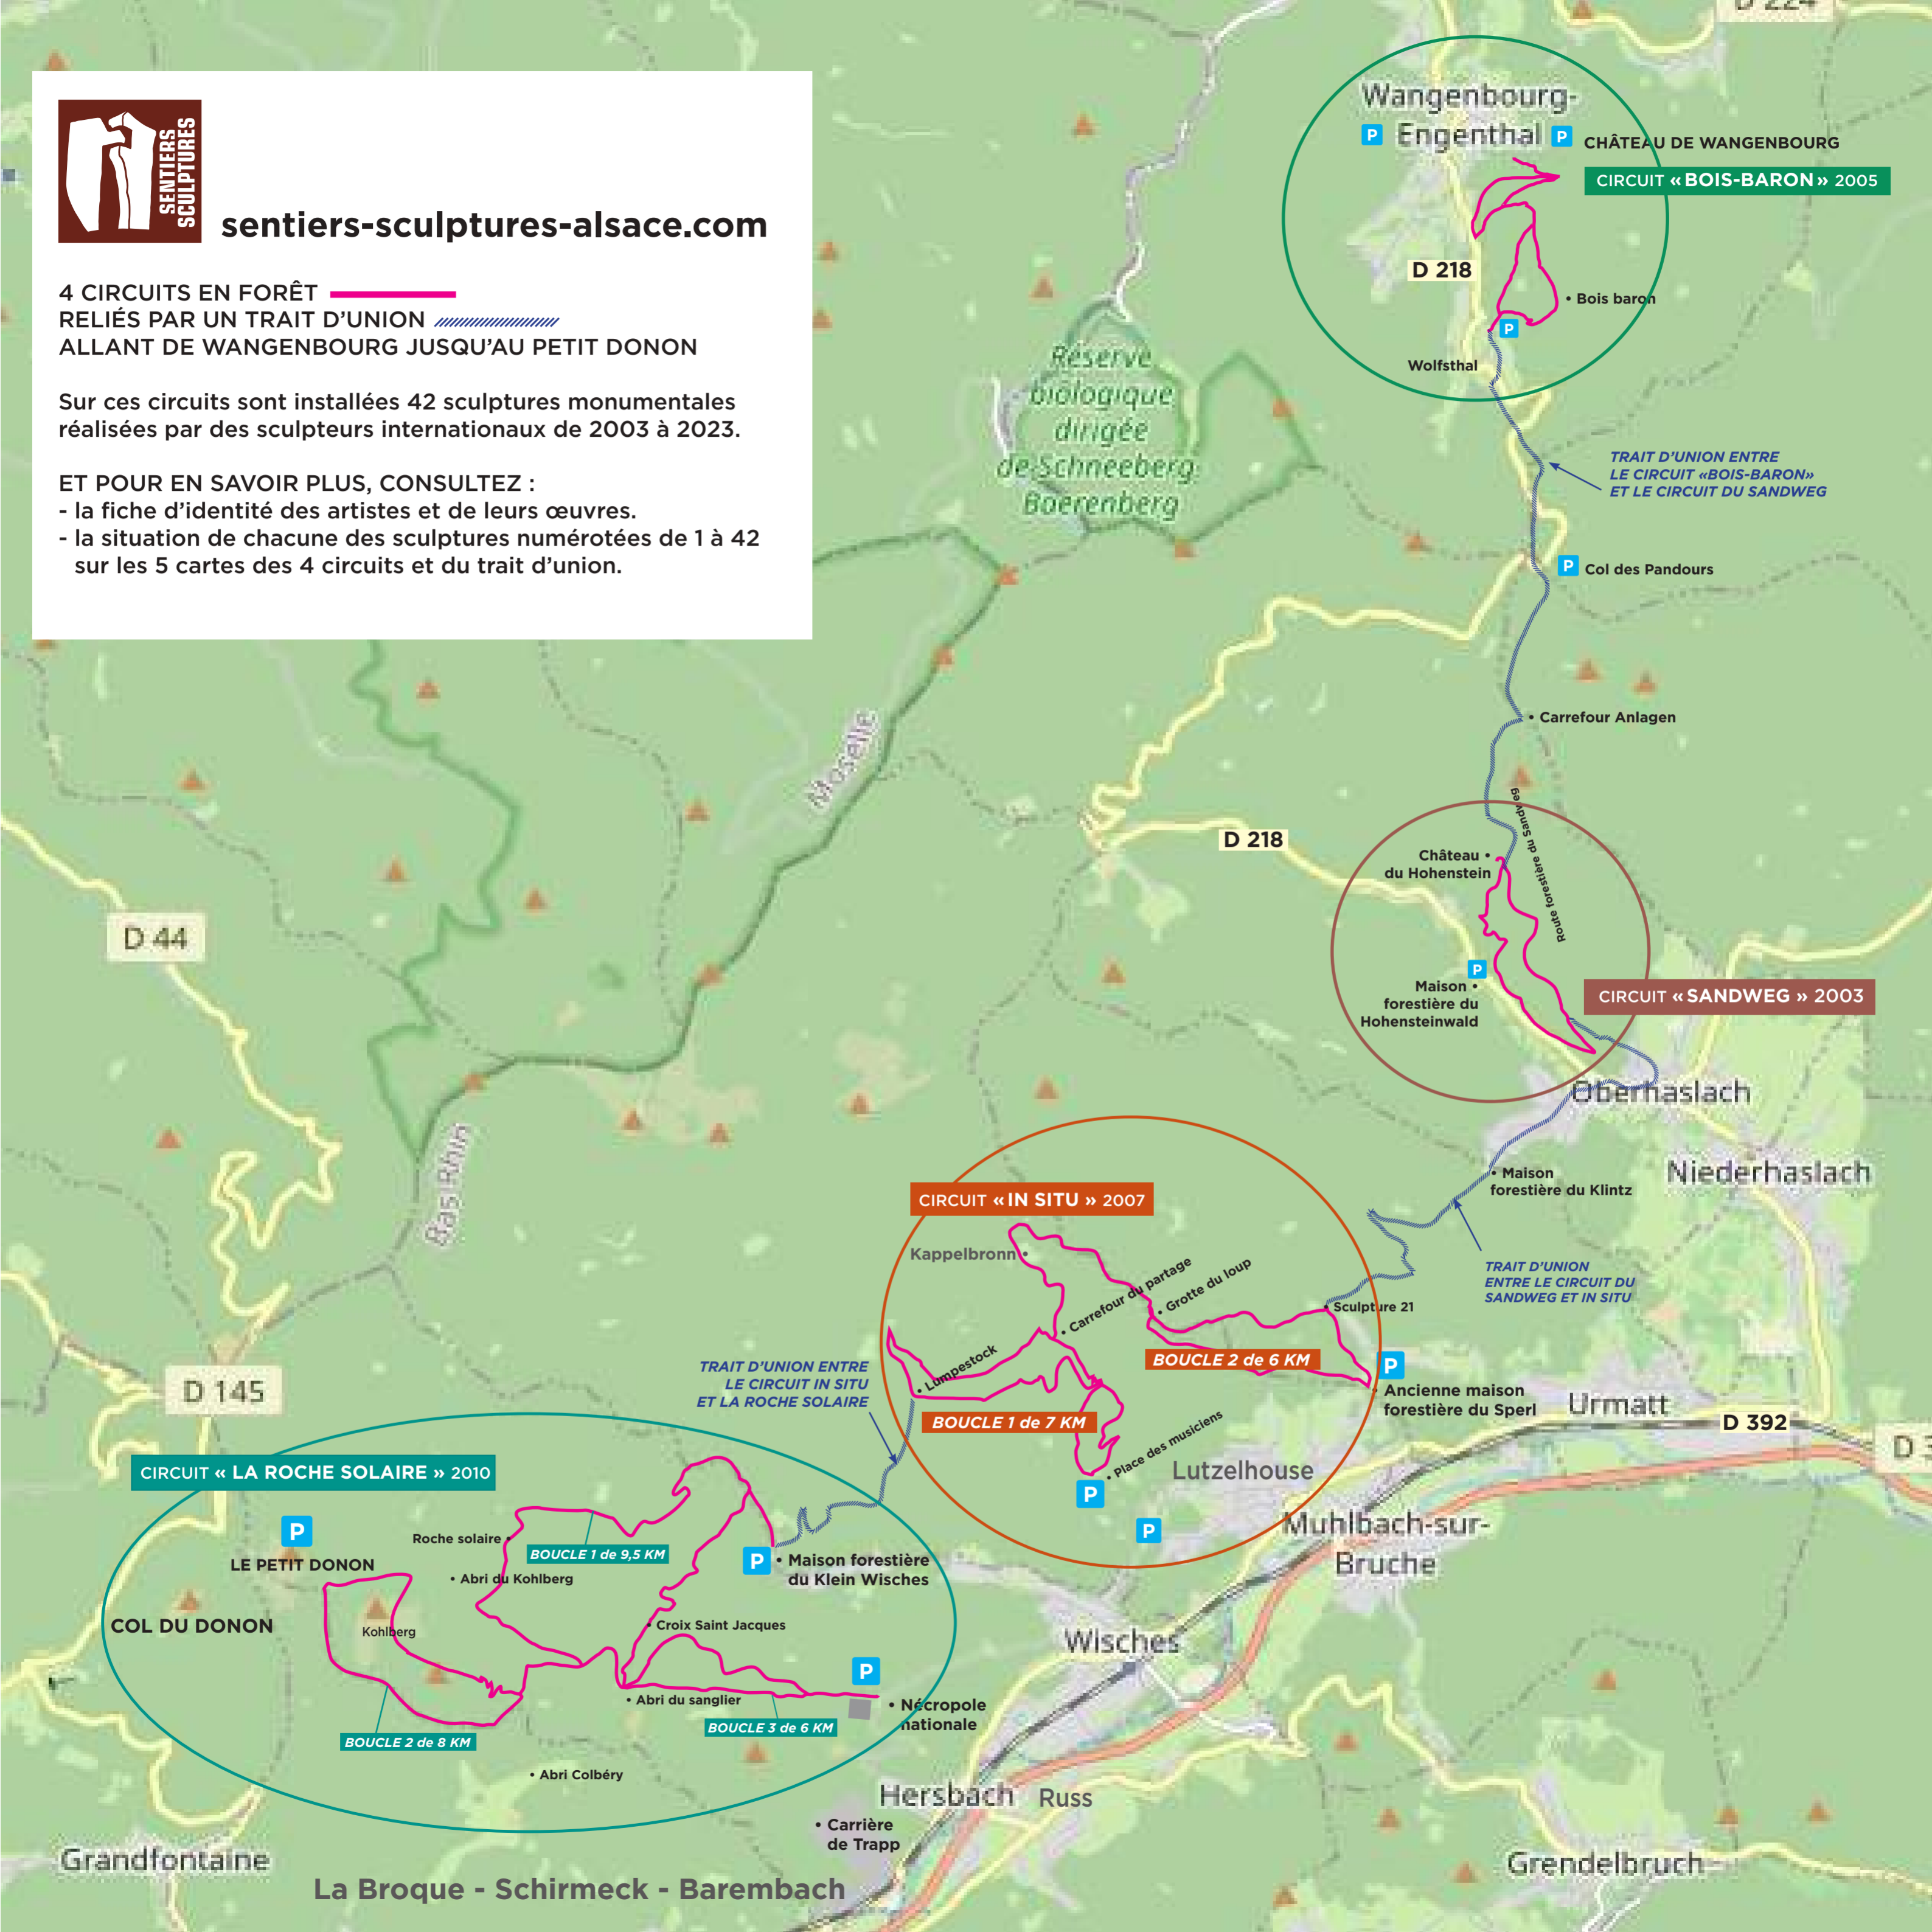 SENTIERS
SCULPTURES
sentiers-sculptures-alsace.com
4 CIRCUITS EN FORÊT
RELIÉS PAR UN TRAIT D'UNION
ALLANT DE WANGENBOURG JUSQU'AU PETIT DONON
Sur ces circuits sont installées 42 sculptures monumentales
réalisées par des sculpteurs internationaux de 2003 à 2023.
ET POUR EN SAVOIR PLUS, CONSULTEZ :
- la fiche d'identité des artistes et de leurs œuvres.
- la situation de chacune des sculptures numérotées de 1 à 42
sur les 5 cartes des 4 circuits et du trait d'union.
D 224
Wangenbourg-
P Engenthal P
CHÂTEAU DE WANGENBOURG
CIRCUIT « BOIS-BARON » 2005
D 218
• Bois baron
P
Wolfsthal
Réserve
biologique
dirigée
de Schneeberg
Baerenberg
TRAIT D'UNION ENTRE
LE CIRCUIT «BOIS-BARON»
ET LE CIRCUIT DU SANDWEG
P Col des Pandours
• Carrefour Anlagen
Moselle
D 218
Route forestière du Sandweg
Château •
du Hohenstein
D 44
P
Maison •
forestière du
Hohensteinwald
CIRCUIT « SANDWEG » 2003
Oberhaslach
Bas Rhin
• Maison
forestière du Klintz
Niederhaslach
CIRCUIT « IN SITU » 2007
Kappelbronn •
• Carrefour du partage
• Grotte du loup
TRAIT D'UNION
ENTRE LE CIRCUIT DU
SANDWEG ET IN SITU
• Sculpture 21
BOUCLE 2 de 6 KM
P
• Ancienne maison
forestière du Sperl
• Lumpestock
TRAIT D'UNION ENTRE
LE CIRCUIT IN SITU
ET LA ROCHE SOLAIRE
BOUCLE 1 de 7 KM
D 145
Urmatt
D 392
D 3
• Place des musiciens
P
Lutzelhouse
P
CIRCUIT « LA ROCHE SOLAIRE » 2010
P
LE PETIT DONON
Roche solaire •
BOUCLE 1 de 9,5 KM
P
• Maison forestière
du Klein Wisches
• Abri du Kohlberg
Muhlbach-sur-
Bruche
COL DU DONON
Kohlberg
• Croix Saint Jacques
Wisches
P
• Abri du sanglier
• Nécropole
nationale
BOUCLE 3 de 6 KM
BOUCLE 2 de 8 KM
• Abri Colbéry
Hersbach
Russ
• Carrière
de Trapp
Grandfontaine
Grendelbruch
La Broque - Schirmeck - Barembach